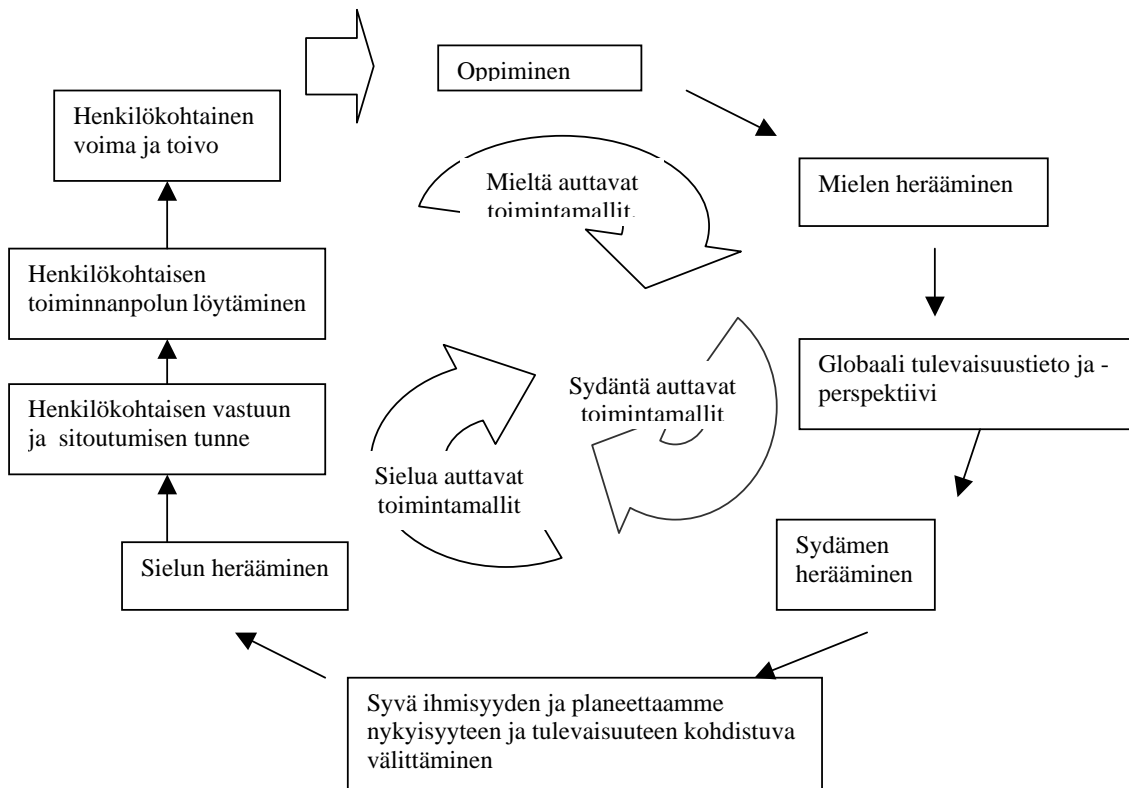 Oppiminen
Henkilökohtainen
voima ja toivo
Mieltä auttavat
toimintamallit.
Mielen herääminen
Henkilökohtaisen
toiminnanpolun löytäminen
Globaali tulevaisuustieto ja -
perspektiivi
Sydäntä auttavat
toimintamallit
Henkilökohtaisen vastuun
ja sitoutumisen tunne
Sielua auttavat
toimintamallit
Sydämen
herääminen
Sielun herääminen
Syvä ihmisyyden ja planeettaamme
nykyisyyteen ja tulevaisuuteen kohdistuva
välittäminen